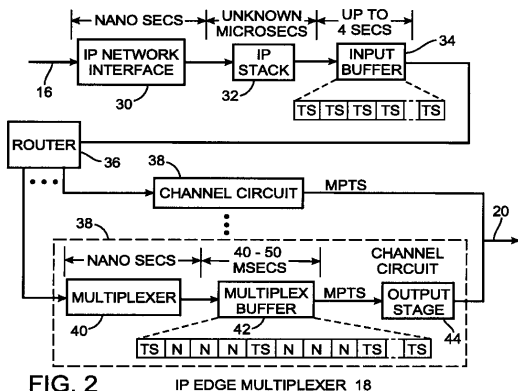 NANO SECS
UNKNOWN
MICROSECS
UP TO
4 SECS
16
IP NETWORK
INTERFACE
30
IP
STACK
32
INPUT
BUFFER
34
TS TS TS TS TS
ROUTER
36
38
CHANNEL CIRCUIT
MPTS
20
38
NANO SECS
40 - 50
MSECS
CHANNEL
CIRCUIT
MULTIPLEXER
40
MULTIPLEX
BUFFER
42
MPTS
OUTPUT
STAGE
44
TS N N N TS N N N TS TS
FIG. 2
IP EDGE MULTIPLEXER 18